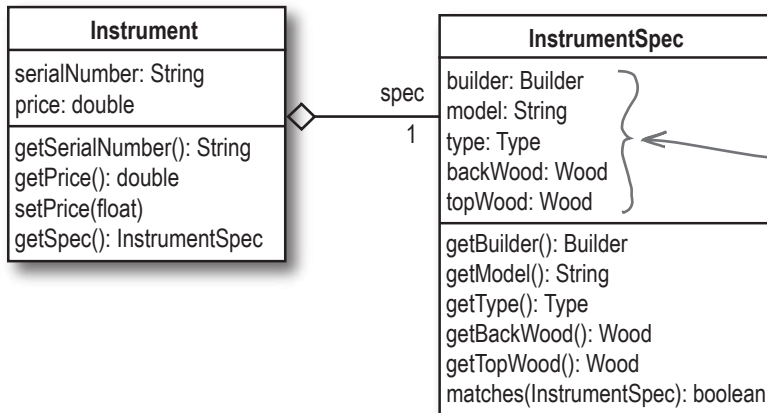 Instrument
serialNumber: String
price: double
getSerialNumber(): String
getPrice(): double
setPrice(float)
getSpec(): InstrumentSpec
spec
1
InstrumentSpec
builder: Builder
model: String
type: Type
backWood: Wood
topWood: Wood
getBuilder(): Builder
getModel(): String
getType(): Type
getBackWood(): Wood
getTopWood(): Wood
matches(InstrumentSpec): boolean